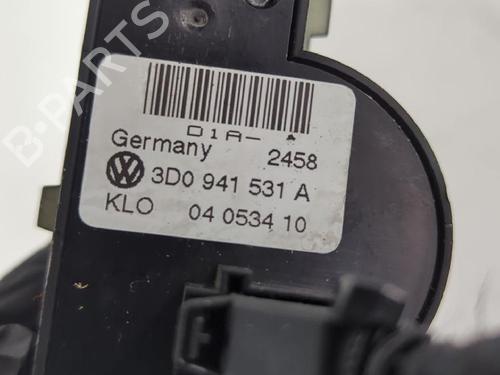 B-PARTS
D1A- A
Germany 2458
3D0 941 531 A
KLO 04 0534 10